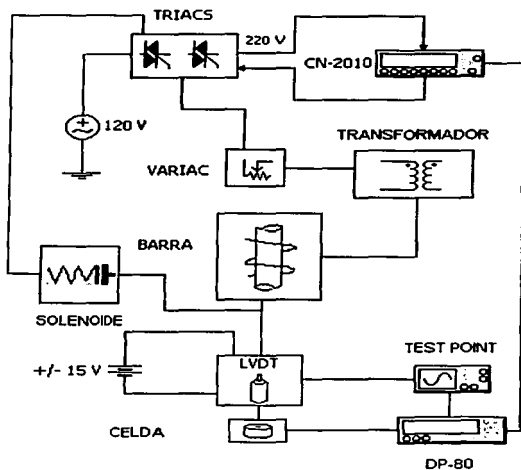 TRIACS
220 V
CN-2010
120 V
TRANSFORMADOR
VARIAC
BARRA
SOLENOIDE
LVDT
TEST POINT
+/- 15 V
CELDA
DP-80